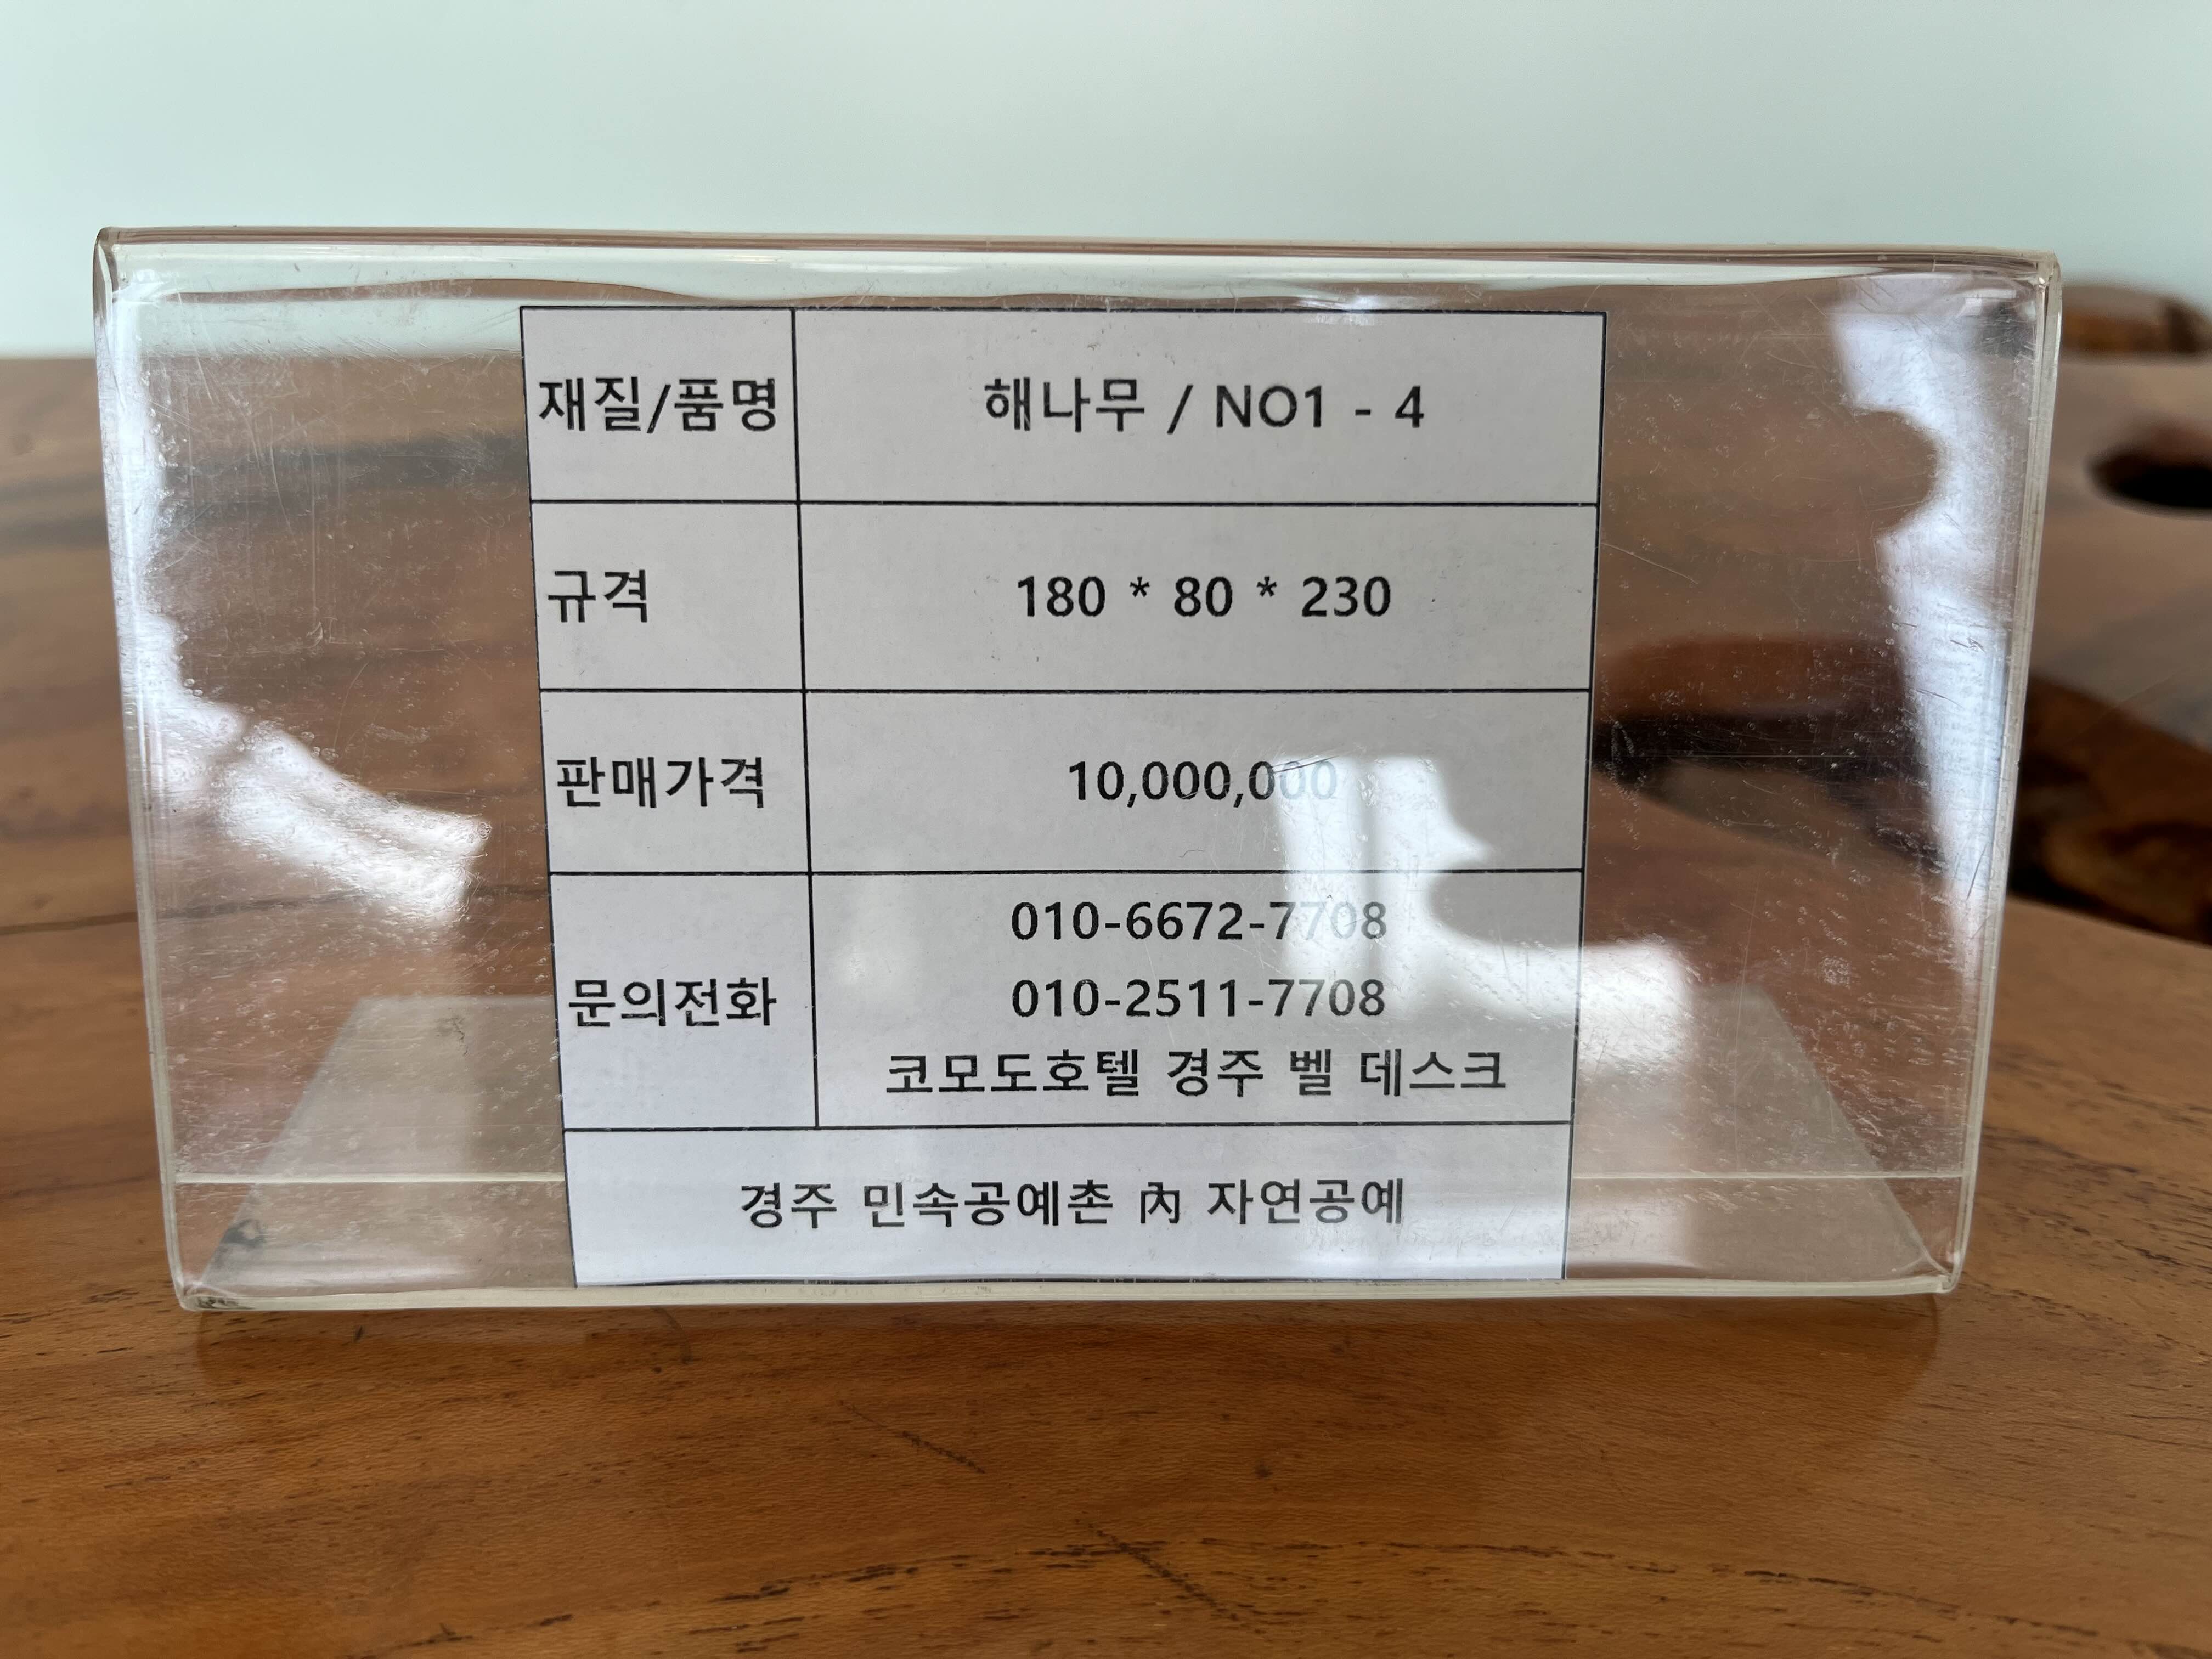 재질/품명 해나무 / NO1 - 4
규격 180 * 80 * 230
판매가격 10,000,000
문의전화 010-6672-7708
010-2511-7708
코모도호텔 경주 벨 데스크
경주 민속공예촌 內 자연공예